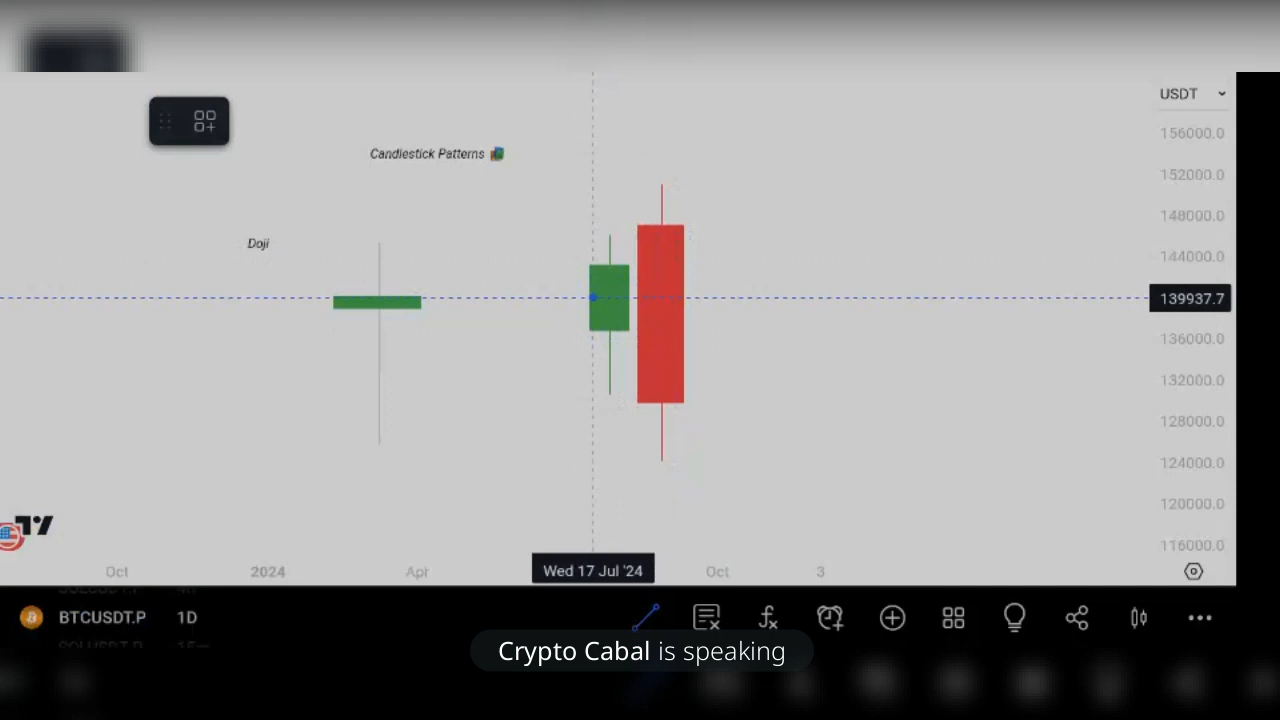 USDT
156000.0
Candlestick Patterns
152000.0
148000.0
Doji
144000.0
139937.7
136000.0
132000.0
128000.0
124000.0
120000.0
116000.0
Oct 2024 Apr Wed 17 Jul '24 Oct 3
BTCUSDT.P 1D
Crypto Cabal is speaking